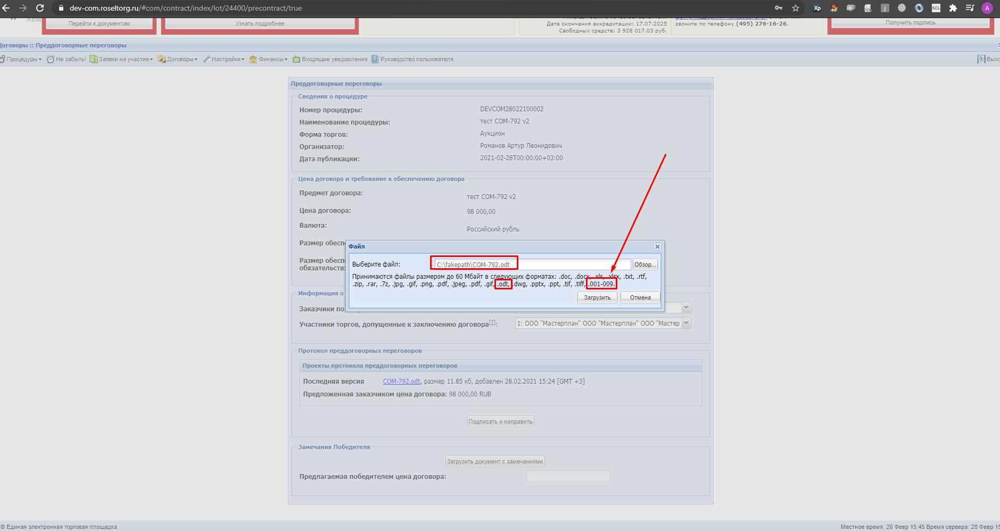 dev-com.roseltorg.ru/#com/contract/index/lot/24400/precontract/true
Xp
j
SCL
A
Ком
Перейти к документам
Узнать подробнее
Дата окончания аккредитации: 17.07.2025
Свободных средств: 3 928 017,03 руб.
звоните по телефону (495) 276-16-26.
Получить подпись
Договоры :: Преддоговорные переговоры
Процедуры Не забыть! Заявки на участие Договоры Настройки Финансы Входящие уведомления Руководство пользователя
Выхо
Преддоговорные переговоры
Сведения о процедуре
Номер процедуры: DEVCOM28022100002
Наименование процедуры: тест COM-792 v2
Форма торгов: Аукцион
Организатор: Романов Артур Леонидович
Дата публикации: 2021-02-28T00:00:00+03:00
Цена договора и требование к обеспечению договора
Предмет договора: тест COM-792 v2
Цена договора: 98 000,00
Валюта: Российский рубль
Размер обеспе
Размер обеспе
обязательств:
Файл
Выберите файл: C:\fakepath\COM-792.odt Обзор...
Принимаются файлы размером до 60 Мбайт в следующих форматах: .doc, .docx, .xls, .xlsx, .txt, .rtf,
.zip, .rar, .7z, .jpg, .gif, .png, .pdf, .jpeg, .pdf, .gif, .odt, .dwg, .pptx, .ppt, .tif, .tiff, .001-009.
Загрузить Отмена
Информация о
Заказчики по
Участники торгов, допущенные к заключению договора[?]: 1: ООО "Мастерплан" ООО "Мастерплан" ООО "Мастер
Протокол преддоговорных переговоров
Проекты протокола преддоговорных переговоров
Последняя версия COM-792.odt, размер 11.85 кб, добавлен 28.02.2021 15:24 [GMT +3]
Предложенная заказчиком цена договора: 98 000,00 RUB
Подписать и направить
Замечания Победителя
Загрузить документ с замечаниями
Предлагаемая победителем цена договора:
© Единая электронная торговая площадка
Местное время: 28 Февр 15:45 Время сервера: 28 Февр 15